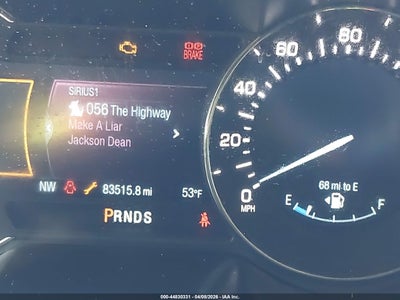 BRAKE
SIRIUS1
056 The Highway
Make A Liar
Jackson Dean
NW 83515.8 mi 53°F
PRNDS
0 20 40 60 80
MPH
68 mi to E
E F
000-44830331 - 04/08/2026 - IAA Inc.